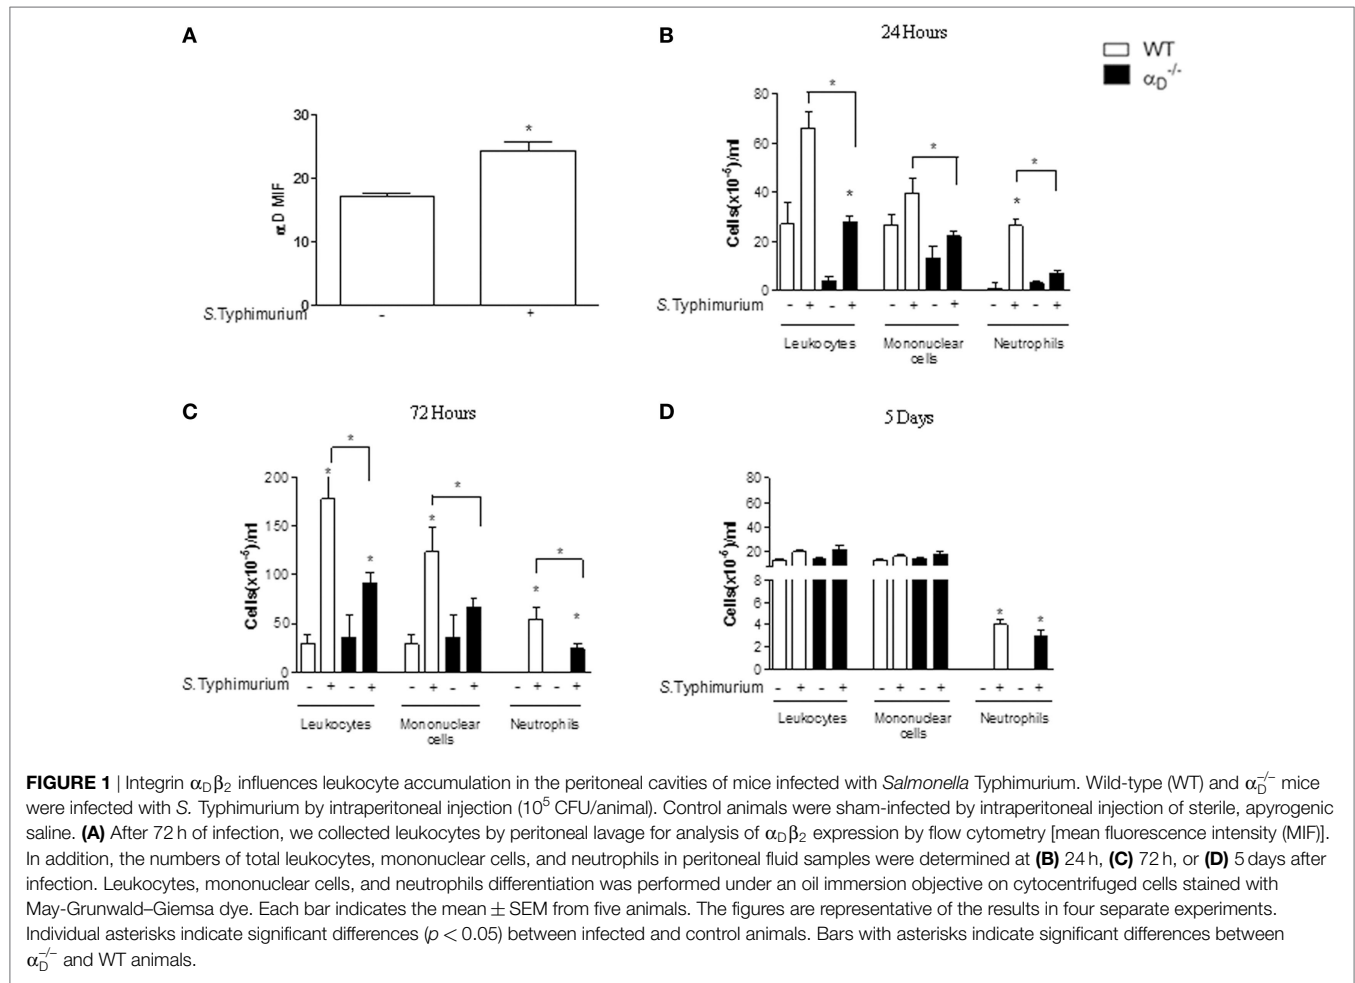 A
30
20
10
0
α.D MIF
*
S.Typhimurium - +
B
24 Hours
WT
αD-/-
80
60
40
20
0
Cells(x10-6)/ml
* * *
* *
S.Typhimurium - + - + - + - + - + - +
Leukocytes Mononuclear cells Neutrophils
C
72 Hours
200
150
100
50
0
Cells(x10-6)/ml
* * *
* * * * *
S.Typhimurium - + - + - + - + - + - +
Leukocytes Mononuclear cells Neutrophils
D
5 Days
80
60
40
20
8
6
4
2
0
Cells(x10-6)/ml
* *
S.Typhimurium - + - + - + - + - + - +
Leukocytes Mononuclear cells Neutrophils
FIGURE 1 | Integrin αDβ2 influences leukocyte accumulation in the peritoneal cavities of mice infected with Salmonella Typhimurium. Wild-type (WT) and αD−/− mice
were infected with S. Typhimurium by intraperitoneal injection (10⁵ CFU/animal). Control animals were sham-infected by intraperitoneal injection of sterile, apyrogenic
saline. (A) After 72 h of infection, we collected leukocytes by peritoneal lavage for analysis of αDβ2 expression by flow cytometry [mean fluorescence intensity (MIF)].
In addition, the numbers of total leukocytes, mononuclear cells, and neutrophils in peritoneal fluid samples were determined at (B) 24 h, (C) 72 h, or (D) 5 days after
infection. Leukocytes, mononuclear cells, and neutrophils differentiation was performed under an oil immersion objective on cytocentrifuged cells stained with
May-Grunwald–Giemsa dye. Each bar indicates the mean ± SEM from five animals. The figures are representative of the results in four separate experiments.
Individual asterisks indicate significant differences (p < 0.05) between infected and control animals. Bars with asterisks indicate significant differences between
αD−/− and WT animals.